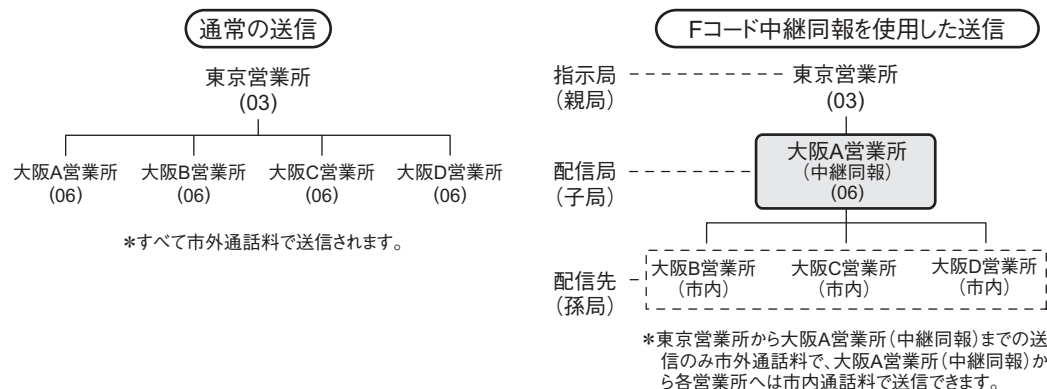 通常の送信
東京営業所
(03)
大阪A営業所 大阪B営業所 大阪C営業所 大阪D営業所
(06) (06) (06) (06)
*すべて市外通話料で送信されます。
Fコード中継同報を使用した送信
指示局 東京営業所
(親局) (03)
大阪A営業所
(中継同報)
(06)
配信局
(子局)
大阪B営業所 大阪C営業所 大阪D営業所
(市内) (市内) (市内)
配信先
(孫局)
*東京営業所から大阪A営業所(中継同報)までの送
信のみ市外通話料で、大阪A営業所(中継同報)か
ら各営業所へは市内通話料で送信できます。